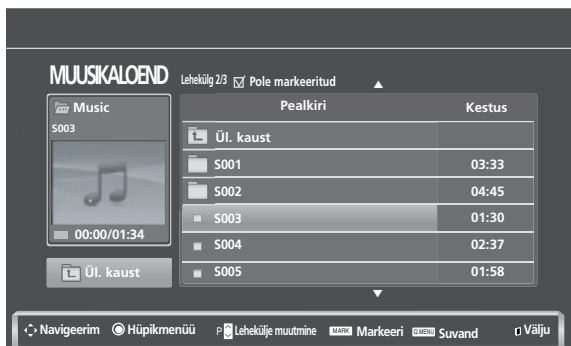 MUUSIKALOEND Lehekülg 2/3 Pole markeeritud
Music
S003
00:00/01:34
Ül. kaust
Pealkiri Kestus
Ül. kaust
S001 03:33
S002 04:45
S003 01:30
S004 02:37
S005 01:58
Navigeerim Hüpikmenüü P Lehekülje muutmine MARK Markeeri Q.MENU Suvand Välju